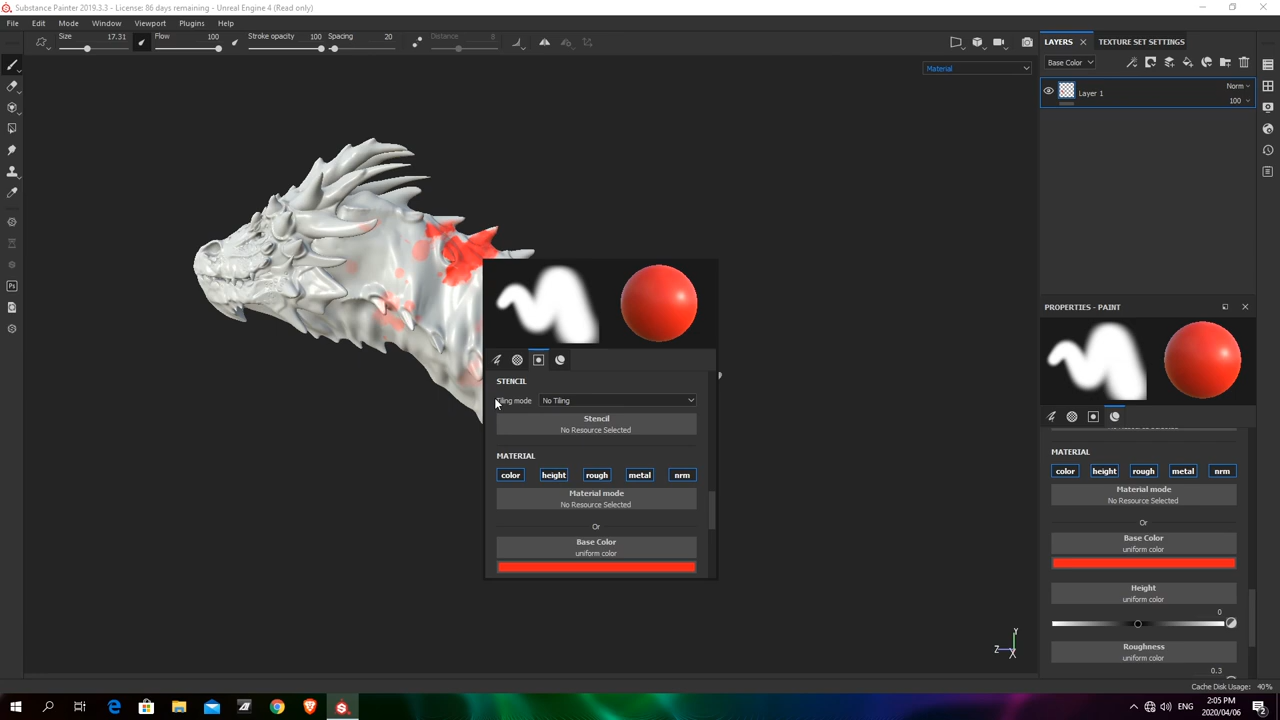 Substance Painter 2019.3.3 - License: 86 days remaining - Unreal Engine 4 (Read only)
File Edit Mode Window Viewport Plugins Help
Size 17.31 Flow 100 Stroke opacity 100 Spacing 20 Distance 8
LAYERS TEXTURE SET SETTINGS
Material
Base Color
Layer 1
Norm
100
STENCIL
Tiling mode No Tiling
Stencil
No Resource Selected
MATERIAL
color height rough metal nrm
Material mode
No Resource Selected
Or
Base Color
uniform color
PROPERTIES - PAINT
MATERIAL
color height rough metal nrm
Material mode
No Resource Selected
Or
Base Color
uniform color
Height
uniform color
0
Roughness
uniform color
0.3
Y
Z
X
Cache Disk Usage: 40%
Ps
2:05 PM
2020/04/06
2